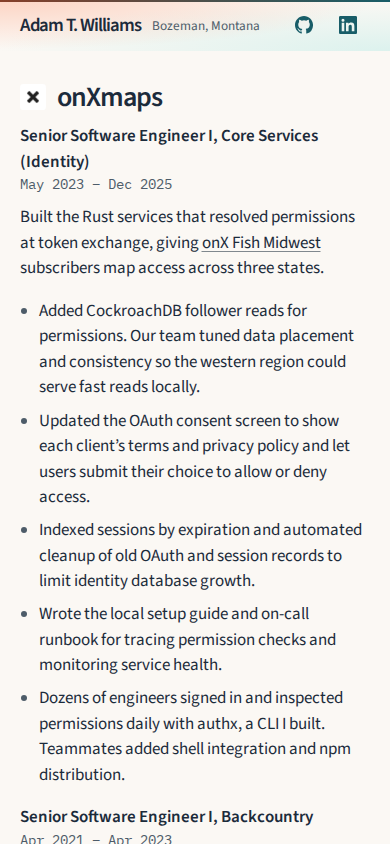 Adam T. Williams Bozeman, Montana
onXmaps
Senior Software Engineer I, Core Services
(Identity)
May 2023 – Dec 2025
Built the Rust services that resolved permissions
at token exchange, giving onX Fish Midwest
subscribers map access across three states.
• Added CockroachDB follower reads for
permissions. Our team tuned data placement
and consistency so the western region could
serve fast reads locally.
• Updated the OAuth consent screen to show
each client’s terms and privacy policy and let
users submit their choice to allow or deny
access.
• Indexed sessions by expiration and automated
cleanup of old OAuth and session records to
limit identity database growth.
• Wrote the local setup guide and on-call
runbook for tracing permission checks and
monitoring service health.
• Dozens of engineers signed in and inspected
permissions daily with authx, a CLI I built.
Teammates added shell integration and npm
distribution.
Senior Software Engineer I, Backcountry
Apr 2021 – Apr 2023